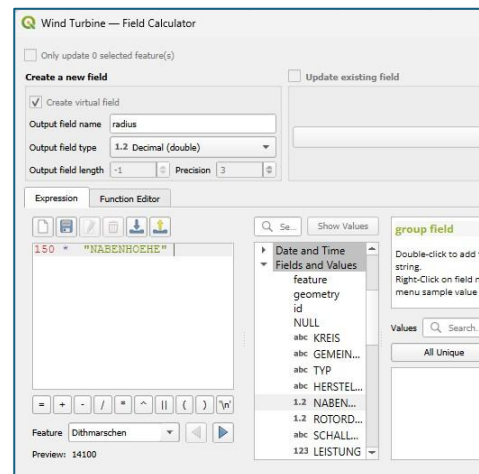 Wind Turbine — Field Calculator
Only update 0 selected feature(s)
Create a new field
Update existing field
Create virtual field
Output field name radius
Output field type 1.2 Decimal (double)
Output field length -1 Precision 3
Expression Function Editor
150 * "NABENHOEHE"
= + - / * ^ || ( ) '\n'
Feature Dithmarschen
Preview: 14100
Se... Show Values
Date and Time
Fields and Values
feature
geometry
id
NULL
abc KREIS
abc GEMEIN...
abc TYP
abc HERSTEL...
1.2 NABEN...
1.2 ROTORD...
abc SCHALL...
123 LEISTUNG
group field
Double-click to add
string.
Right-Click on field
menu sample value
Values Search.
All Unique